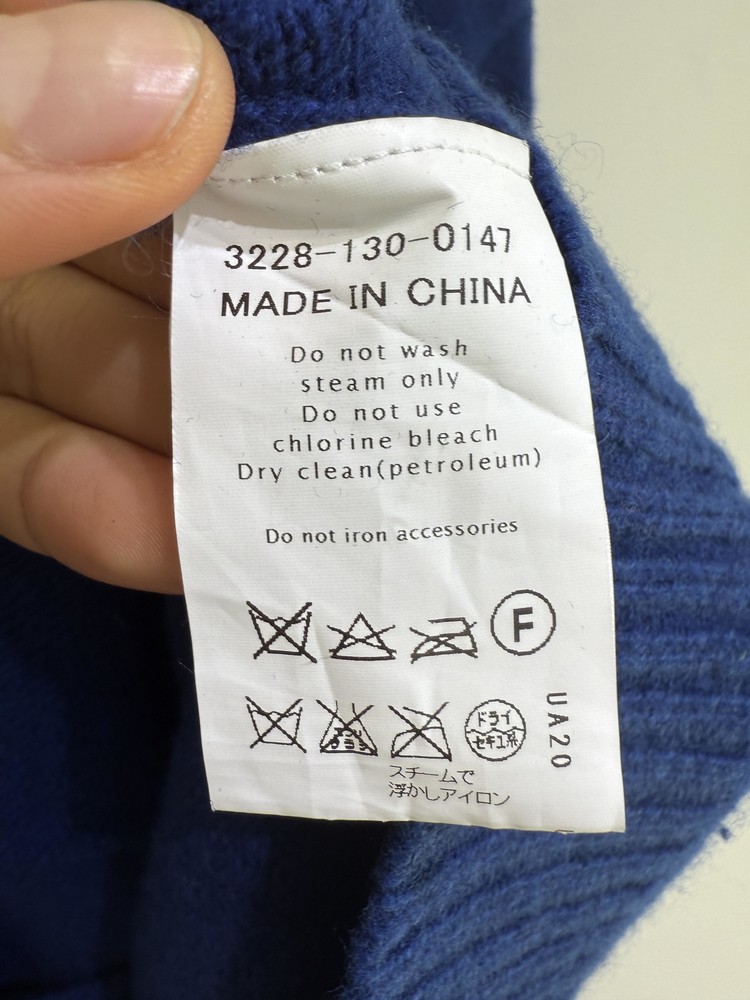 3228-130-0147
MADE IN CHINA
Do not wash
steam only
Do not use
chlorine bleach
Dry clean(petroleum)
Do not iron accessories
F
ドライ
セキユ系
UA20
スチームで
浮かしアイロン